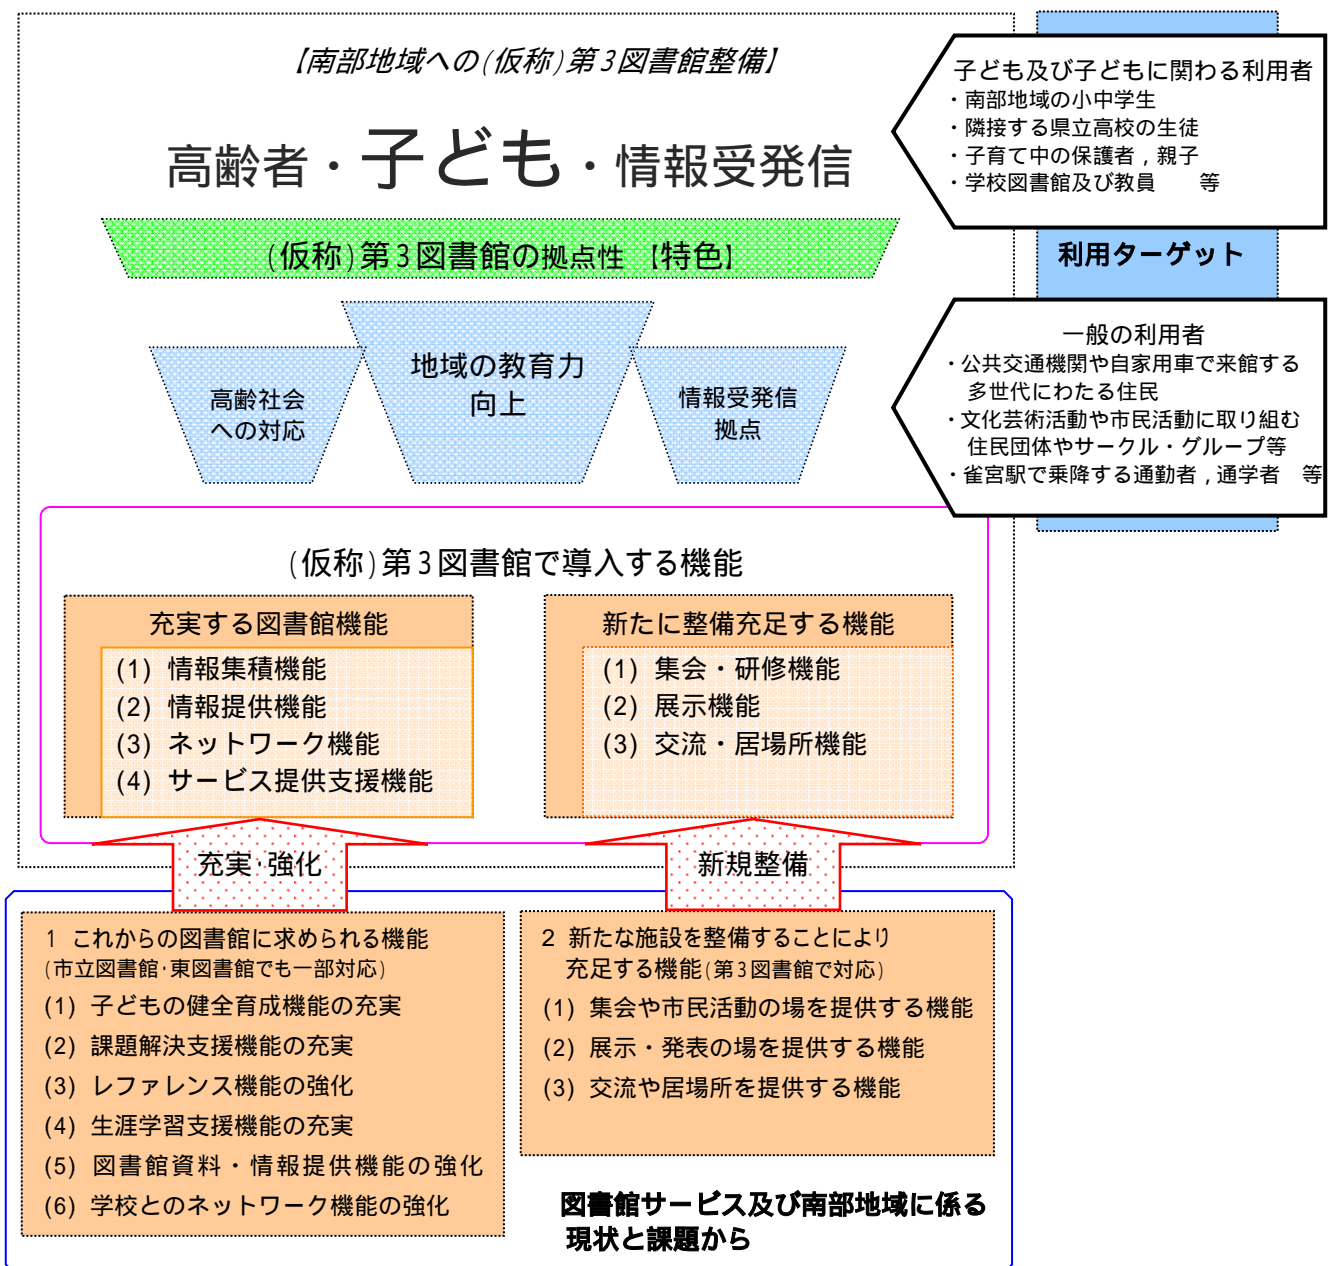 【南部地域への(仮称)第3図書館整備】
高齢者・子ども・情報受発信
(仮称)第3図書館の拠点性 【特色】
高齢社会
への対応
地域の教育力
向上
情報受発信
拠点
子ども及び子どもに関わる利用者
・南部地域の小中学生
・隣接する県立高校の生徒
・子育て中の保護者，親子
・学校図書館及び教員　　等
利用ターゲット
一般の利用者
・公共交通機関や自家用車で来館する
多世代にわたる住民
・文化芸術活動や市民活動に取り組む
住民団体やサークル・グループ等
・雀宮駅で乗降する通勤者，通学者　等
(仮称)第3図書館で導入する機能
充実する図書館機能
(1) 情報集積機能
(2) 情報提供機能
(3) ネットワーク機能
(4) サービス提供支援機能
新たに整備充足する機能
(1) 集会・研修機能
(2) 展示機能
(3) 交流・居場所機能
充実・強化
新規整備
1 これからの図書館に求められる機能
(市立図書館・東図書館でも一部対応)
(1) 子どもの健全育成機能の充実
(2) 課題解決支援機能の充実
(3) レファレンス機能の強化
(4) 生涯学習支援機能の充実
(5) 図書館資料・情報提供機能の強化
(6) 学校とのネットワーク機能の強化
2 新たな施設を整備することにより
充足する機能(第3図書館で対応)
(1) 集会や市民活動の場を提供する機能
(2) 展示・発表の場を提供する機能
(3) 交流や居場所を提供する機能
図書館サービス及び南部地域に係る
現状と課題から